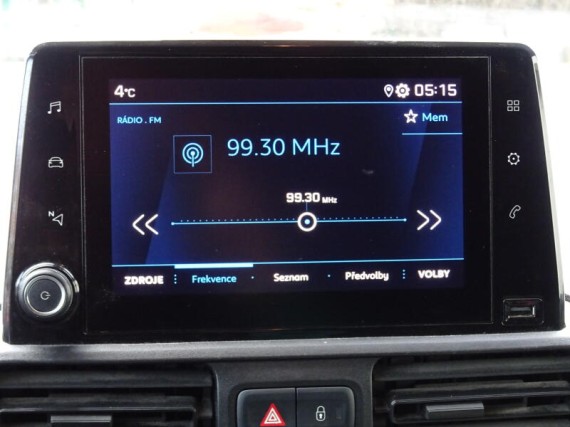 4°C 05:15
RÁDIO . FM
Mem
99.30 MHz
99.30 MHz
N
ZDROJE Frekvence Seznam Předvolby VOLBY